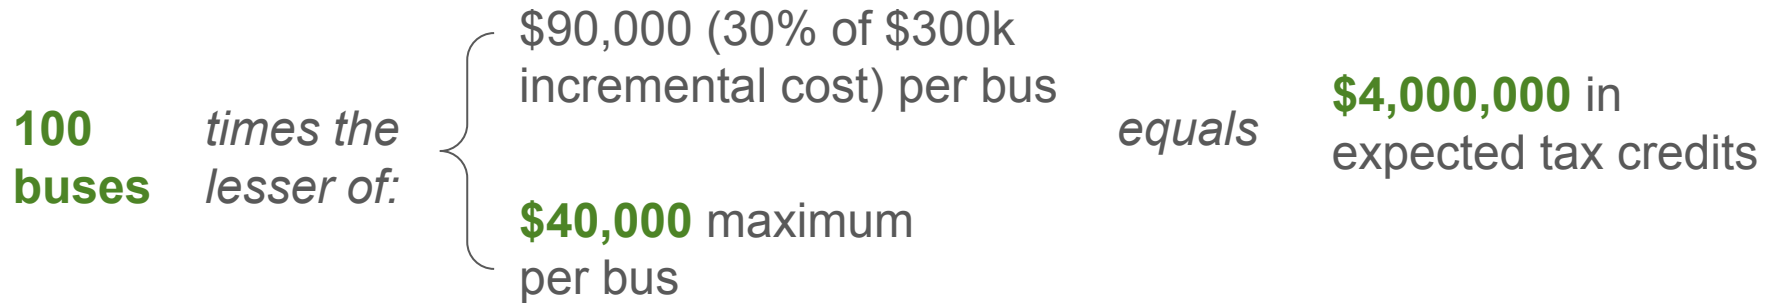 100
buses
times the
lesser of:
$90,000 (30% of $300k
incremental cost) per bus
$40,000 maximum
per bus
equals
$4,000,000 in
expected tax credits